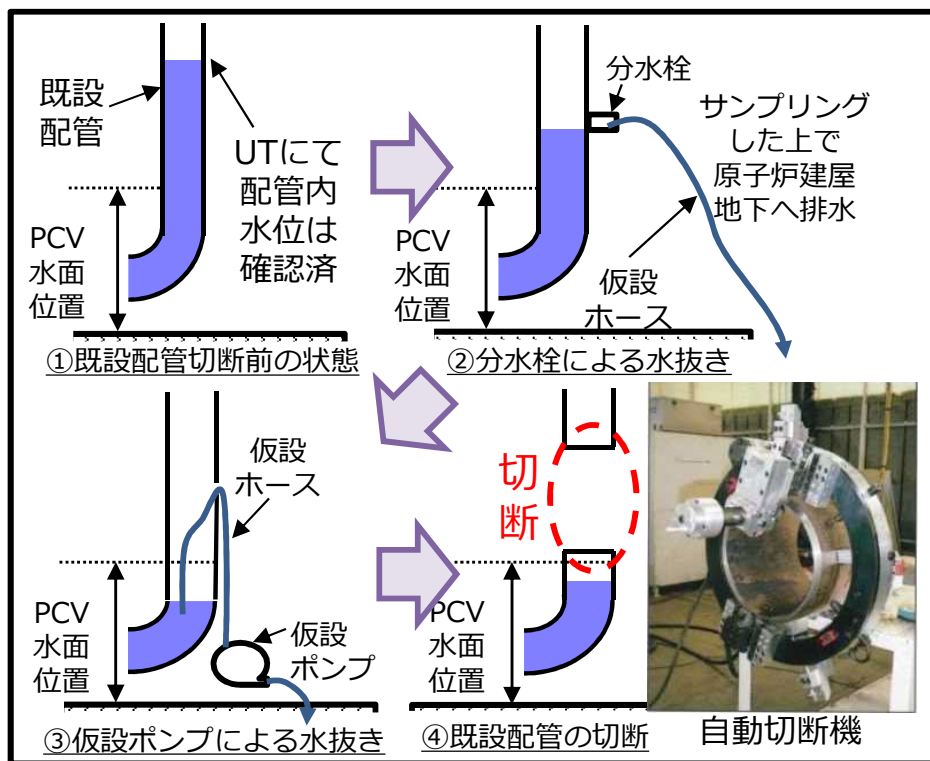 既設
配管
UTにて
配管内
水位は
確認済
PCV
水面
位置
①既設配管切断前の状態
分水栓
サンプリング
した上で
原子炉建屋
地下へ排水
PCV
水面
位置
仮設
ホース
②分水栓による水抜き
仮設
ホース
PCV
水面
位置
仮設
ポンプ
③仮設ポンプによる水抜き
切
断
PCV
水面
位置
④既設配管の切断
自動切断機